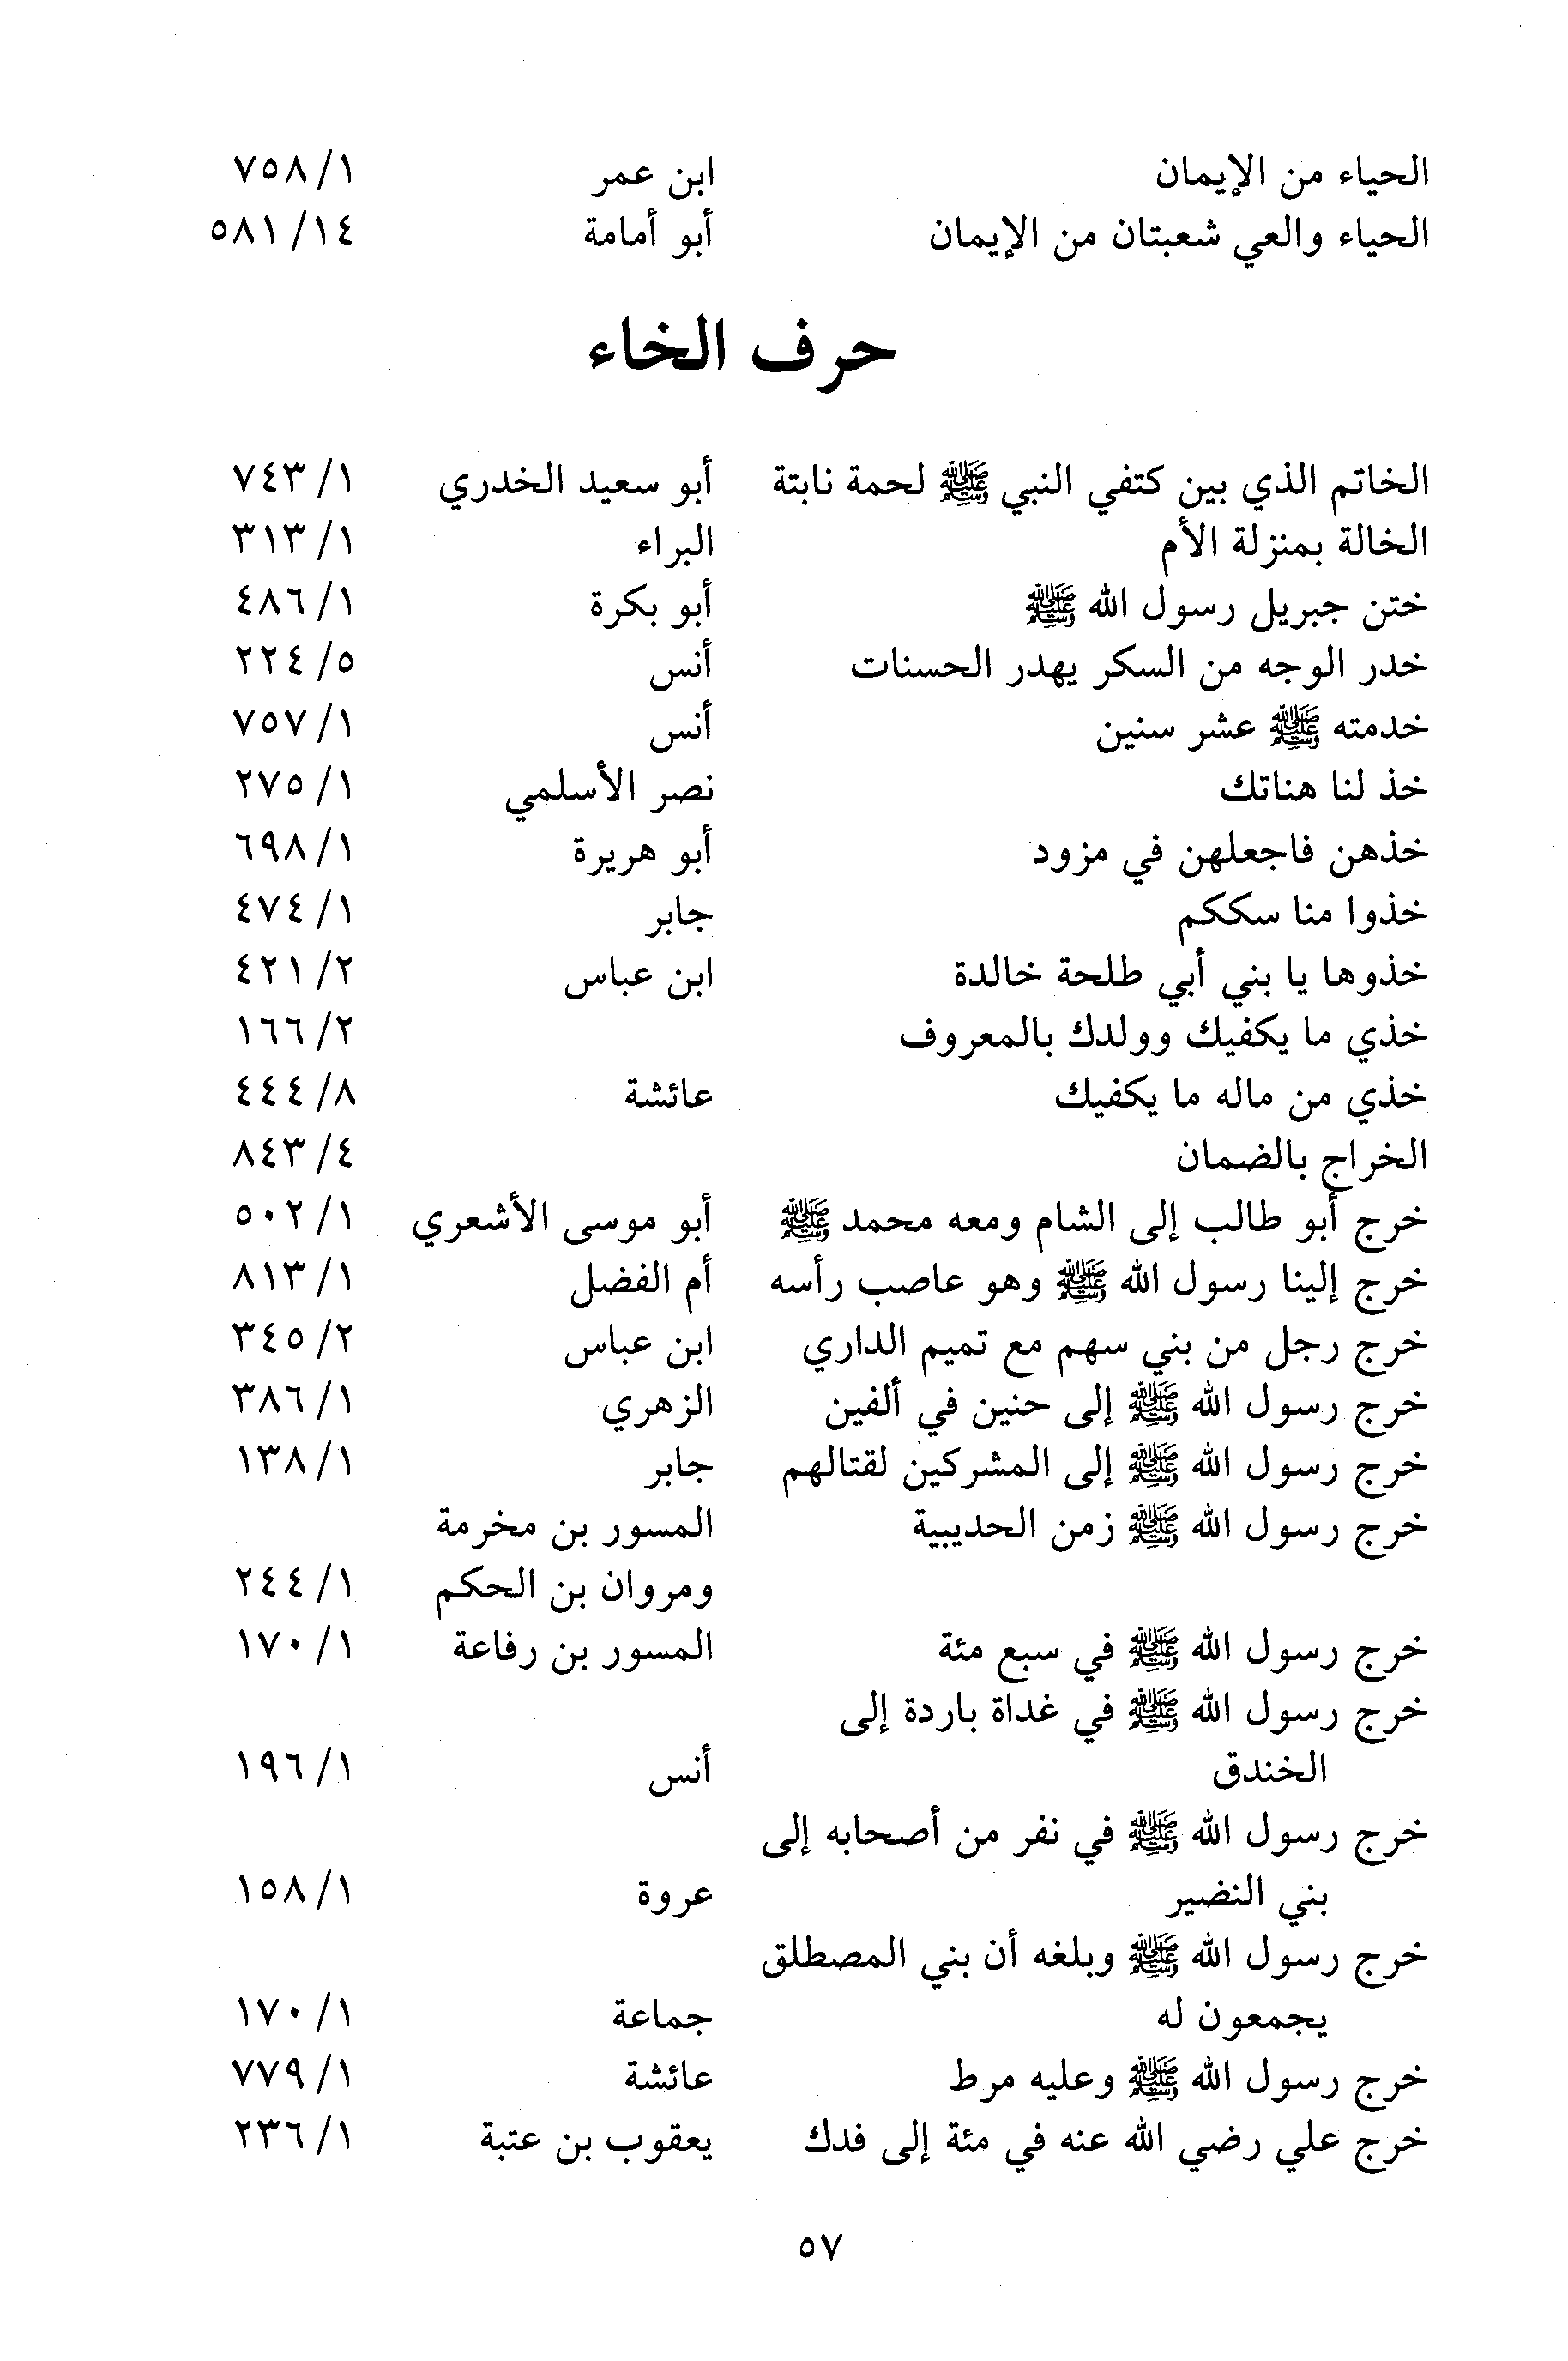 الحياء من الإيمان ابن عمر ١/ ٧٥٨
الحياء والعي شعبتان من الإيمان أبو أمامة ١٤/ ٥٨١
حرف الخاء
الخاتم الذي بين كتفي النبي ﷺ لحمة نابتة أبو سعيد الخدري ١/ ٧٤٣
الخالة بمنزلة الأم البراء ١/ ٣١٣
ختن جبريل رسول الله ﷺ أبو بكرة ١/ ٤٨٦
خدر الوجه من السكر يهدر الحسنات أنس ٥/ ٢٢٤
خدمته ﷺ عشر سنين أنس ١/ ٧٥٧
خذ لنا هناتك نصر الأسلمي ١/ ٢٧٥
خذهن فاجعلهن في مزود أبو هريرة ١/ ٦٩٨
خذوا منا سككم جابر ١/ ٤٧٤
خذوها يا بني أبي طلحة خالدة ابن عباس ٢/ ٤٢١
خذي ما يكفيك وولدك بالمعروف ٢/ ١٦٦
خذي من ماله ما يكفيك عائشة ٨/ ٤٤٤
الخراج بالضمان ٤/ ٨٤٣
خرج أبو طالب إلى الشام ومعه محمد ﷺ أبو موسى الأشعري ١/ ٥٠٢
خرج إلينا رسول الله ﷺ وهو عاصب رأسه أم الفضل ١/ ٨١٣
خرج رجل من بني سهم مع تميم الداري ابن عباس ٢/ ٣٤٥
خرج رسول الله ﷺ إلى حنين في ألفين الزهري ١/ ٣٨٦
خرج رسول الله ﷺ إلى المشركين لقتالهم جابر ١/ ١٣٨
خرج رسول الله ﷺ زمن الحديبية المسور بن مخرمة
ومروان بن الحكم ١/ ٢٤٤
خرج رسول الله ﷺ في سبع مئة المسور بن رفاعة ١/ ١٧٠
خرج رسول الله ﷺ في غداة باردة إلى
الخندق أنس ١/ ١٩٦
خرج رسول الله ﷺ في نفر من أصحابه إلى
بني النضير عروة ١/ ١٥٨
خرج رسول الله ﷺ وبلغه أن بني المصطلق
يجمعون له جماعة ١/ ١٧٠
خرج رسول الله ﷺ وعليه مرط عائشة ١/ ٧٧٩
خرج علي رضي الله عنه في مئة إلى فدك يعقوب بن عتبة ١/ ٢٣٦
٥٧